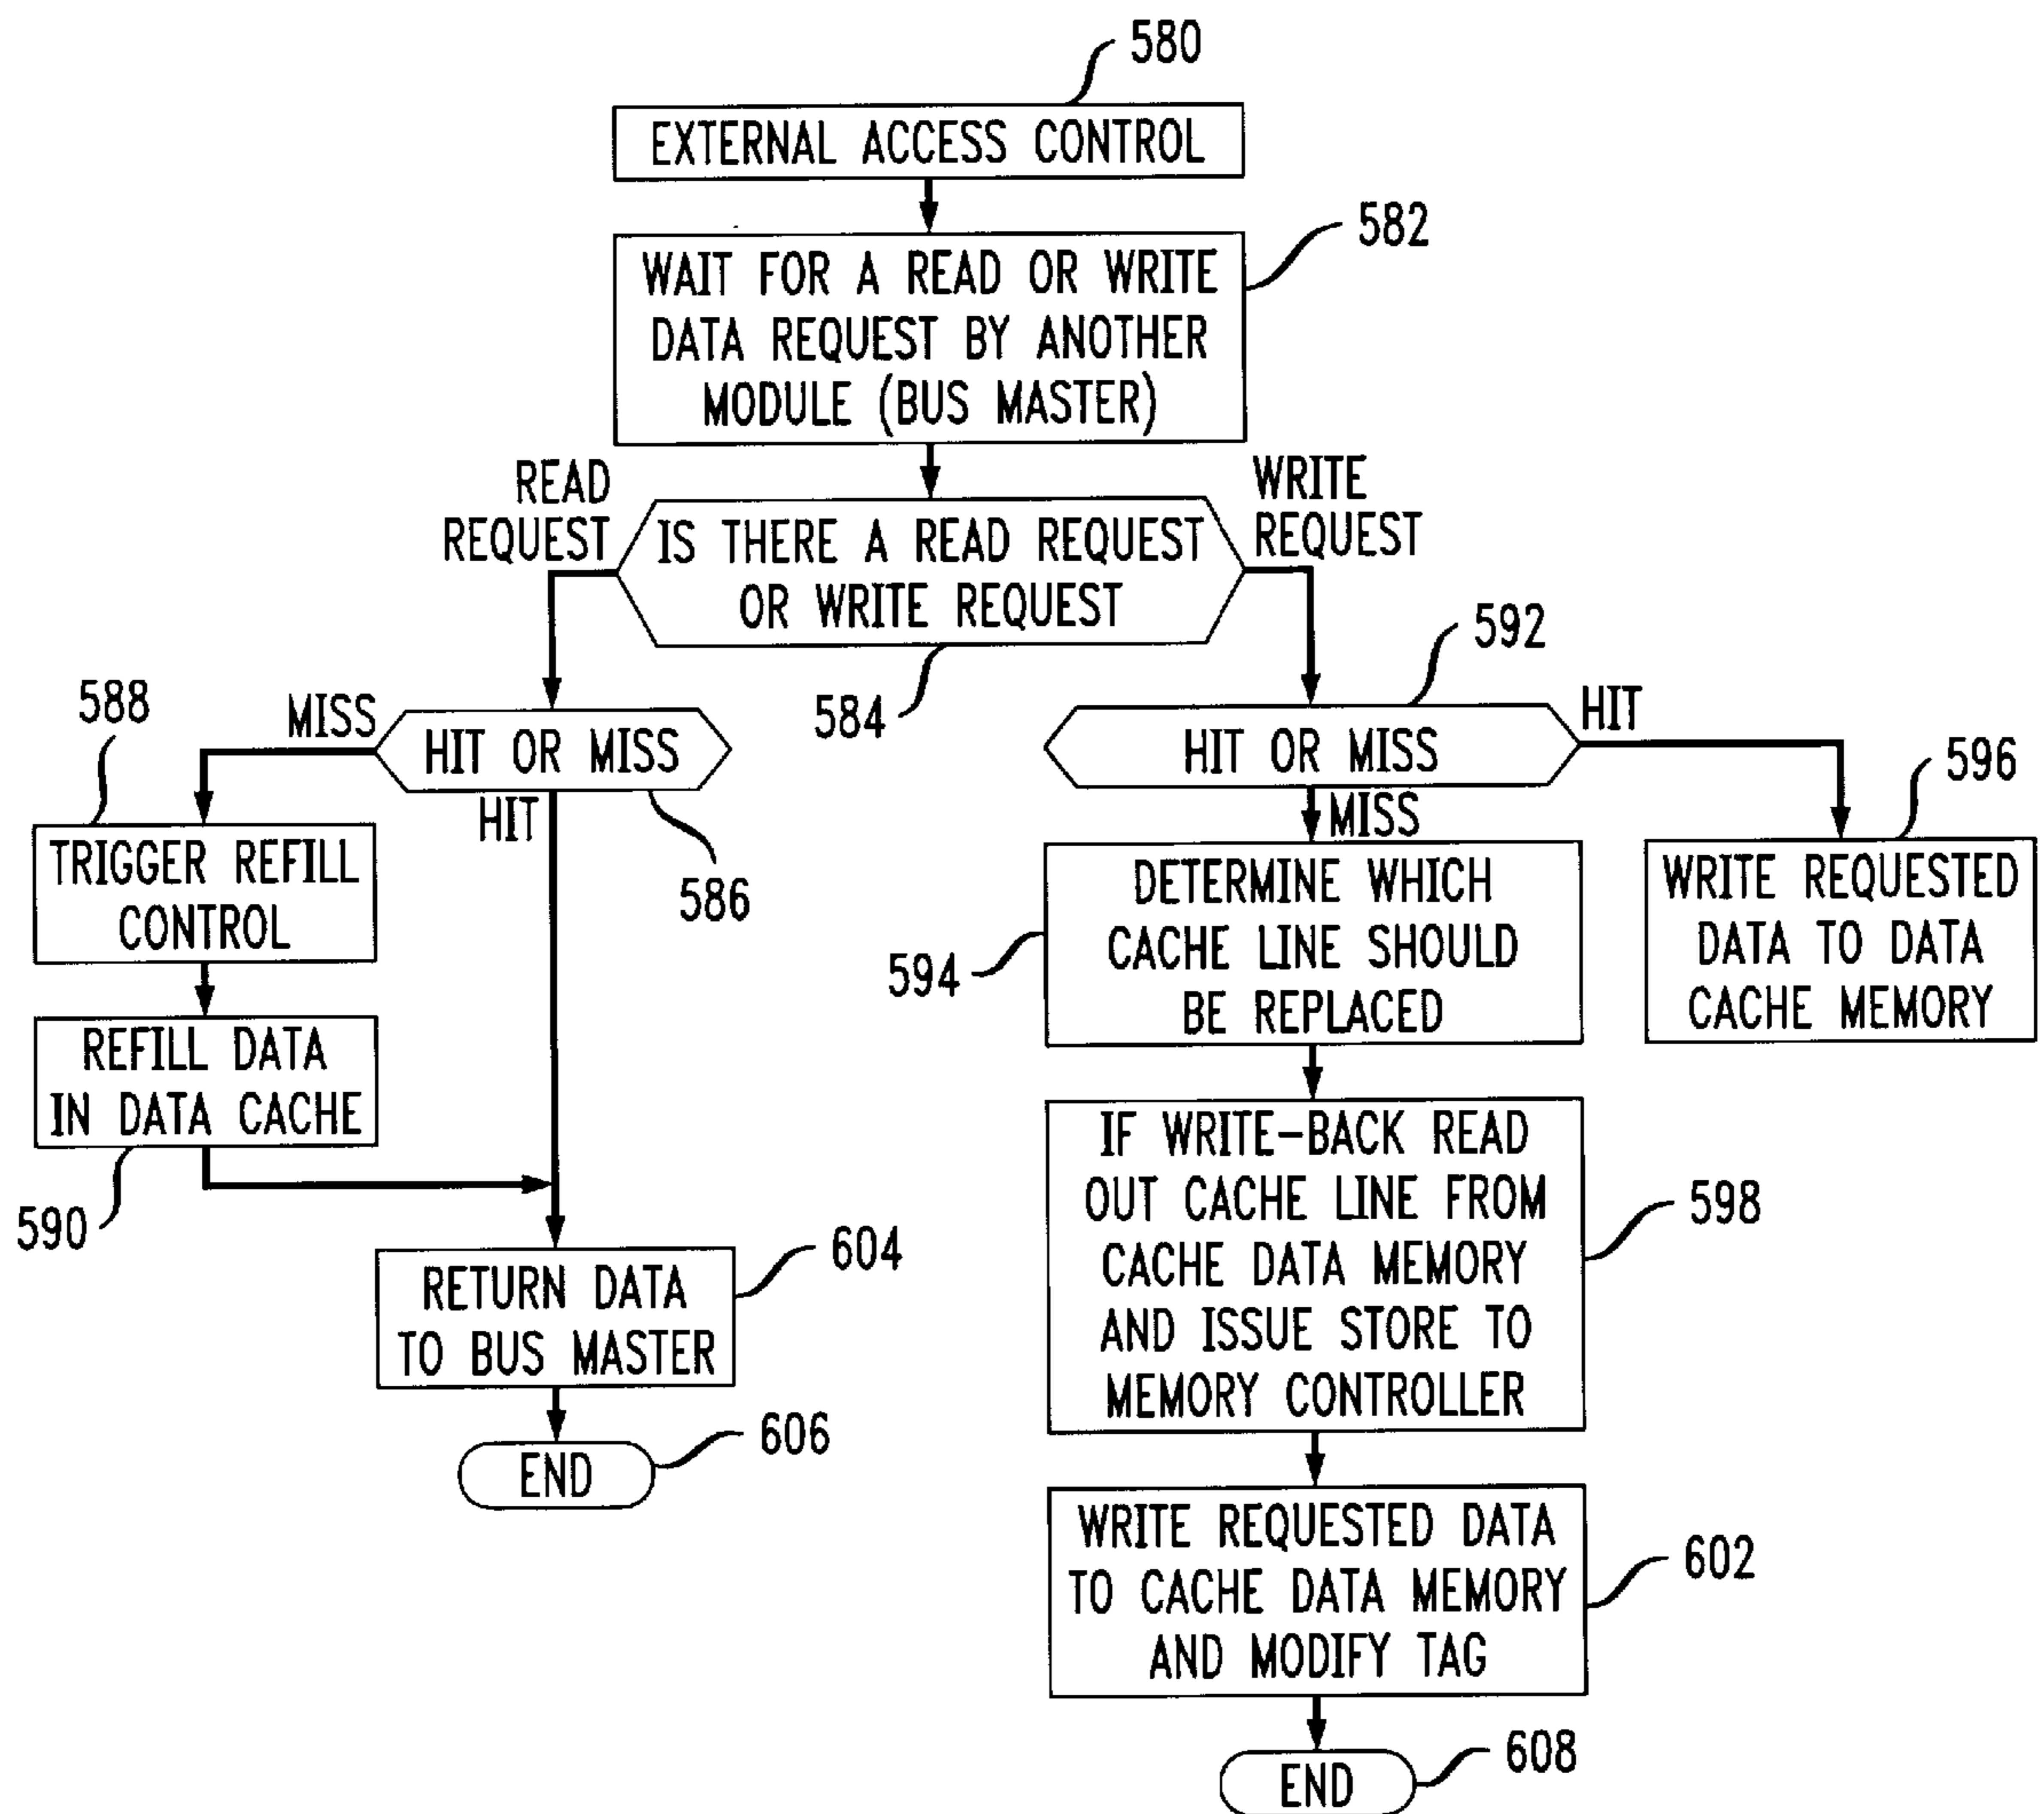 580
EXTERNAL ACCESS CONTROL
582
WAIT FOR A READ OR WRITE
DATA REQUEST BY ANOTHER
MODULE (BUS MASTER)
READ
REQUEST
WRITE
REQUEST
IS THERE A READ REQUEST
OR WRITE REQUEST
584
592
588
MISS
HIT OR MISS
HIT
586
HIT OR MISS
HIT
MISS
596
TRIGGER REFILL
CONTROL
REFILL DATA
IN DATA CACHE
590
RETURN DATA
TO BUS MASTER
604
END
606
DETERMINE WHICH
CACHE LINE SHOULD
BE REPLACED
594
WRITE REQUESTED
DATA TO DATA
CACHE MEMORY
IF WRITE-BACK READ
OUT CACHE LINE FROM
CACHE DATA MEMORY
AND ISSUE STORE TO
MEMORY CONTROLLER
598
WRITE REQUESTED DATA
TO CACHE DATA MEMORY
AND MODIFY TAG
602
END
608